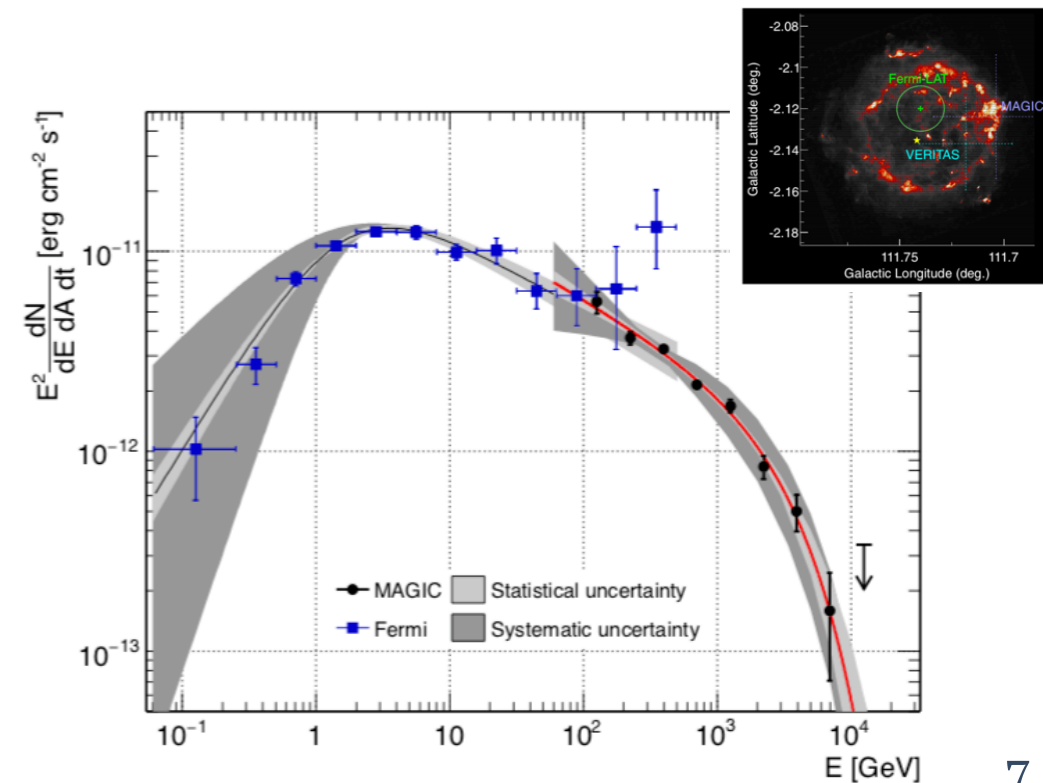 -2.08
-2.1
-2.12
-2.14
-2.16
-2.18
Galactic Latitude (deg.)
Fermi-LAT
MAGIC
VERITAS
111.75 111.7
Galactic Longitude (deg.)
E² dN/dE dA dt [erg cm⁻² s⁻¹]
10⁻¹¹
10⁻¹²
10⁻¹³
MAGIC Statistical uncertainty
Fermi Systematic uncertainty
10⁻¹ 1 10 10² 10³ 10⁴
E [GeV]
7